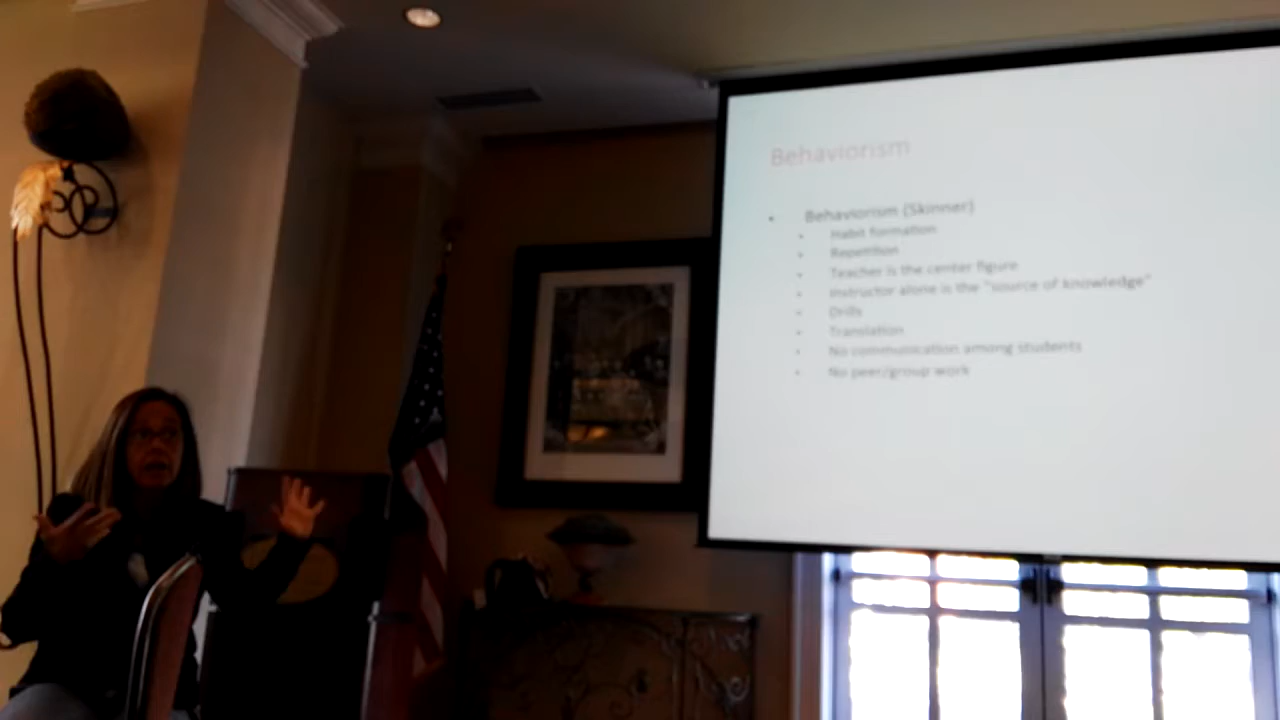 Behaviorism
• Behaviorism (Skinner)
• Habit formation
• Repetition
• Teacher is the center figure
• Instructor alone is the "source of knowledge"
• Drills
• Translation
• No communication among students
• No peer/group work